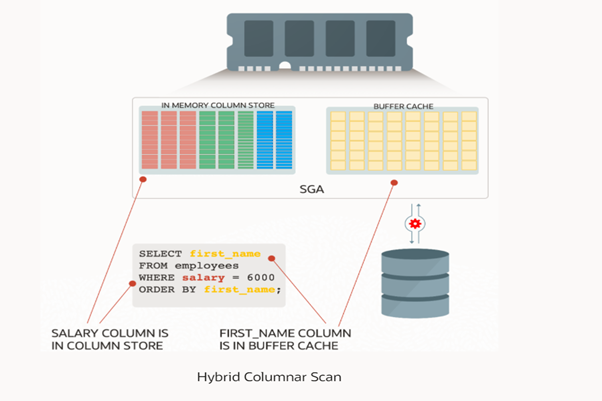 IN MEMORY COLUMN STORE
BUFFER CACHE
SGA
SELECT first_name
FROM employees
WHERE salary = 6000
ORDER BY first_name;
SALARY COLUMN IS
IN COLUMN STORE
FIRST_NAME COLUMN
IS IN BUFFER CACHE
Hybrid Columnar Scan